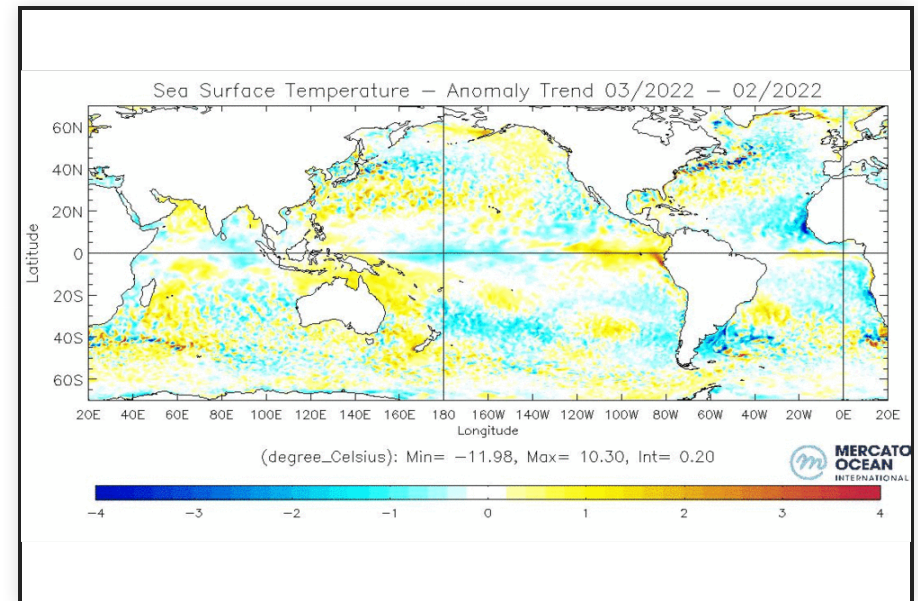 Sea Surface Temperature – Anomaly Trend 03/2022 – 02/2022
Latitude
60N
40N
20N
0
20S
40S
60S
20E 40E 60E 80E 100E 120E 140E 160E 180 160W 140W 120W 100W 80W 60W 40W 20W 0E 20E
Longitude
(degree_Celsius): Min= −11.98, Max= 10.30, Int= 0.20
m
MERCATO
OCEAN
INTERNATIONAL
−4 −3 −2 −1 0 1 2 3 4